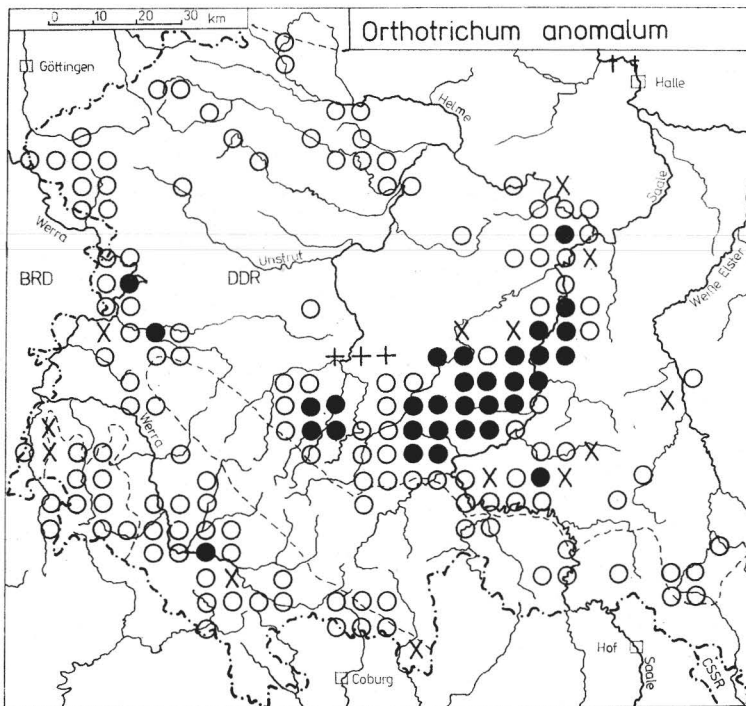 0 10 20 30 km
Orthotrichum anomalum
Göttingen
Halle
Helme
Saale
Werra
Unstrut
Weiße Elster
BRD
DDR
Werra
Hof
Saale
CSSR
Coburg